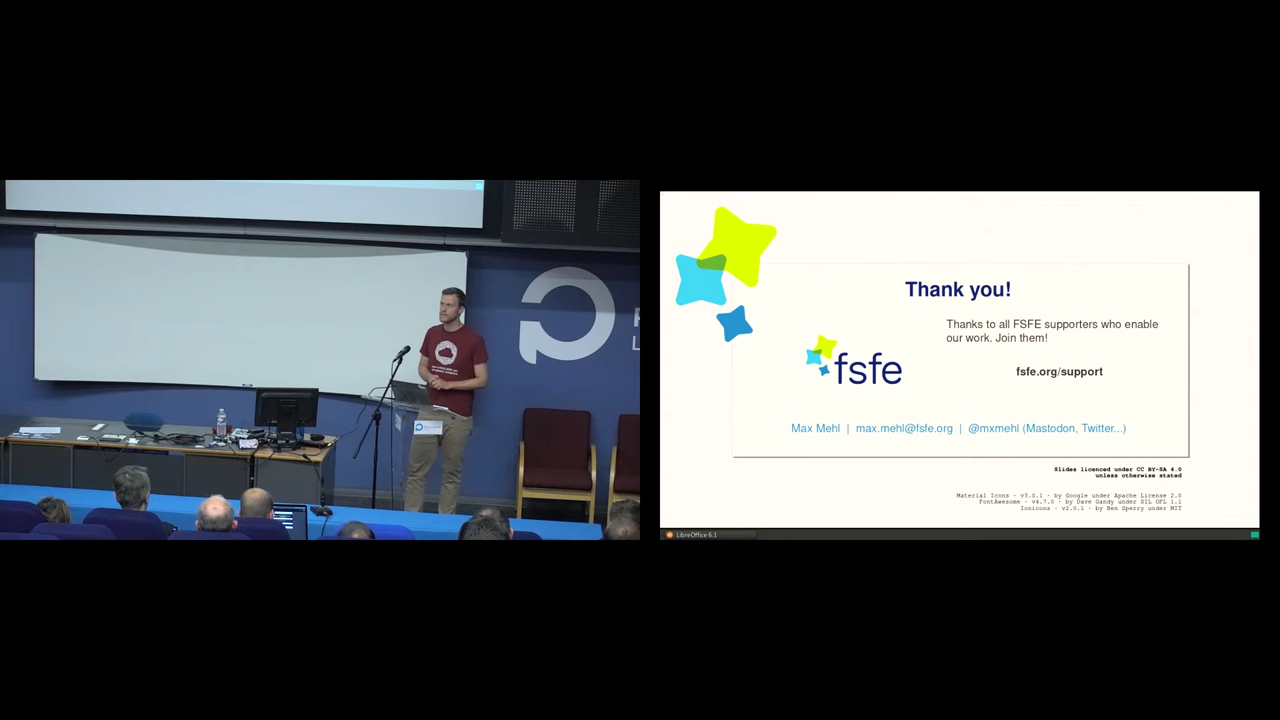 Thank you!
Thanks to all FSFE supporters who enable
our work. Join them!
fsfe
fsfe.org/support
Max Mehl | max.mehl@fsfe.org | @mxmehl (Mastodon, Twitter...)
Slides licenced under CC BY-SA 4.0
unless otherwise stated
Material Icons - v3.0.1 - by Google under Apache License 2.0
FontAwesome - v4.7.0 - by Dave Gandy under SIL OFL 1.1
Ionicons - v2.0.1 - by Ben Sperry under MIT
LibreOffice 6.1